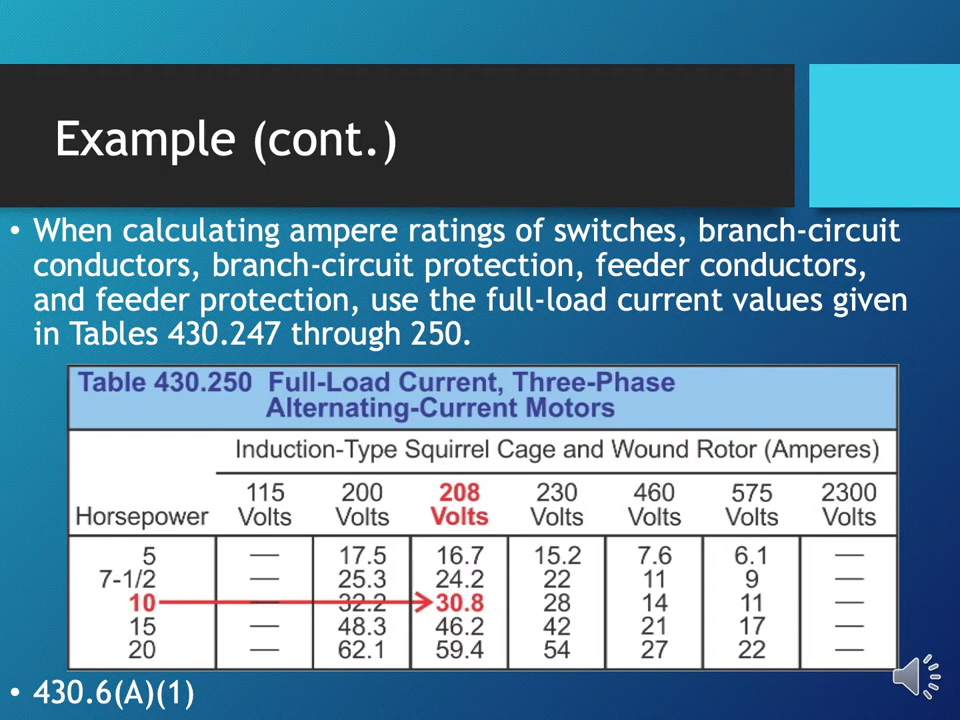 Example (cont.)
• When calculating ampere ratings of switches, branch-circuit
conductors, branch-circuit protection, feeder conductors,
and feeder protection, use the full-load current values given
in Tables 430.247 through 250.
Table 430.250 Full-Load Current, Three-Phase
Alternating-Current Motors
Induction-Type Squirrel Cage and Wound Rotor (Amperes)
115 200 208 230 460 575 2300
Horsepower Volts Volts Volts Volts Volts Volts Volts
5 — 17.5 16.7 15.2 7.6 6.1 —
7-1/2 — 25.3 24.2 22 11 9 —
10 — 32.2 30.8 28 14 11 —
15 — 48.3 46.2 42 21 17 —
20 — 62.1 59.4 54 27 22 —
• 430.6(A)(1)